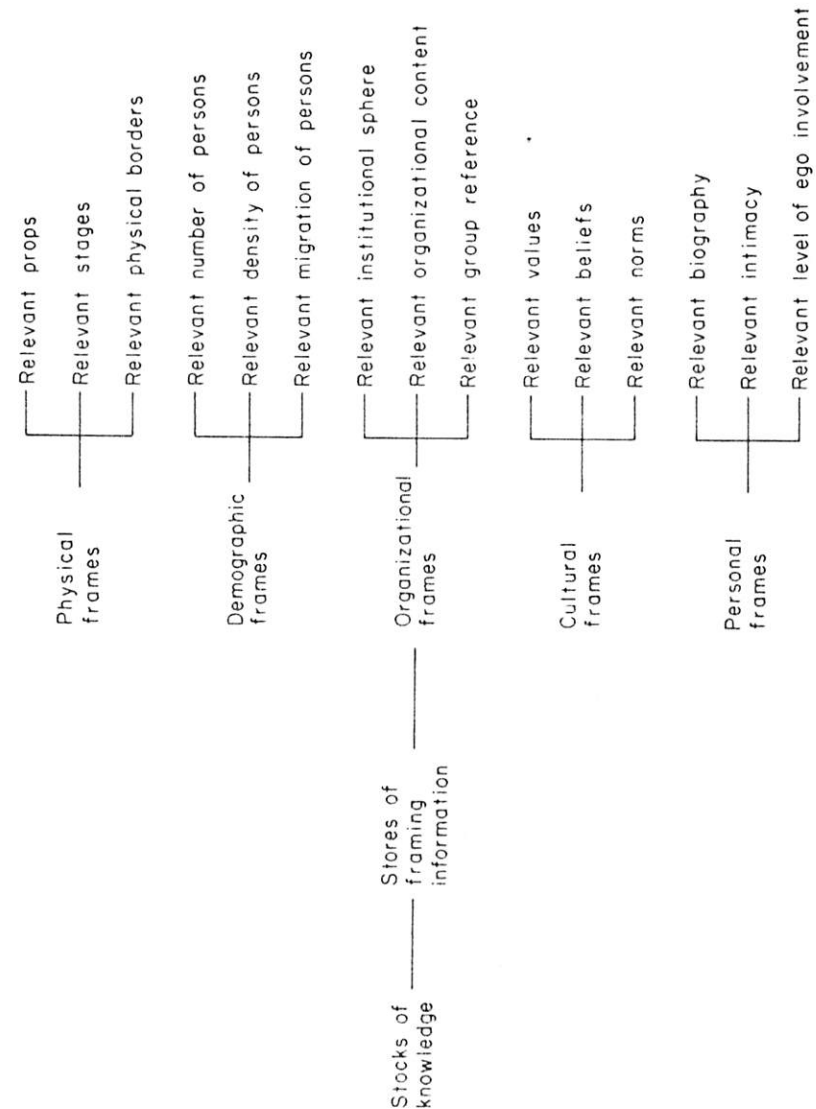 Stocks of
knowledge
Stores of
framing
information
Physical
frames
Relevant props
Relevant stages
Relevant physical borders
Demographic
frames
Relevant number of persons
Relevant density of persons
Relevant migration of persons
Organizational
frames
Relevant institutional sphere
Relevant organizational content
Relevant group reference
Cultural
frames
Relevant values
Relevant beliefs
Relevant norms
Personal
frames
Relevant biography
Relevant intimacy
Relevant level of ego involvement